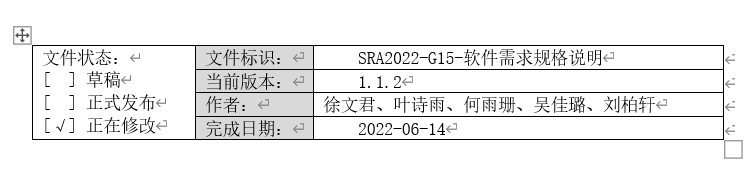 文件状态：
[  ] 草稿
[  ] 正式发布
[√] 正在修改
文件标识： SRA2022-G15-软件需求规格说明
当前版本： 1.1.2
作者： 徐文君、叶诗雨、何雨珊、吴佳璐、刘柏轩
完成日期： 2022-06-14